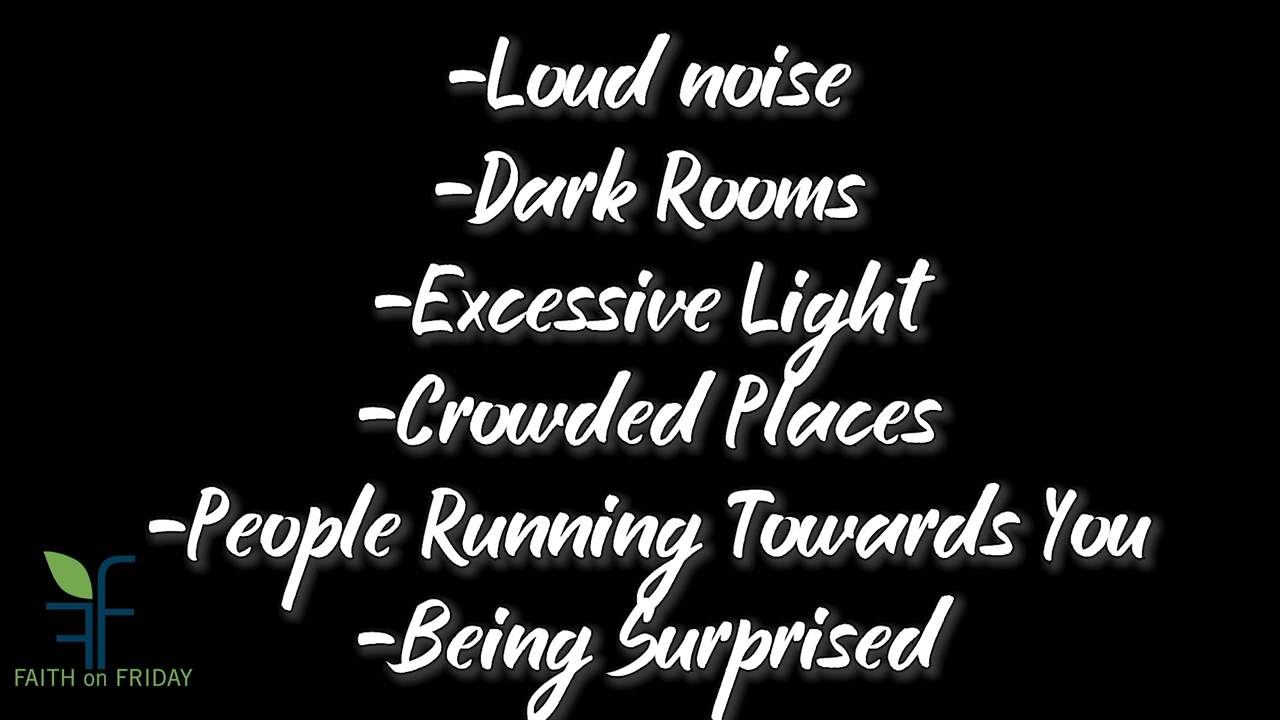 -Loud noise
-Dark Rooms
-Excessive Light
-Crowded Places
-People Running Towards You
-Being Surprised
FAITH on FRIDAY